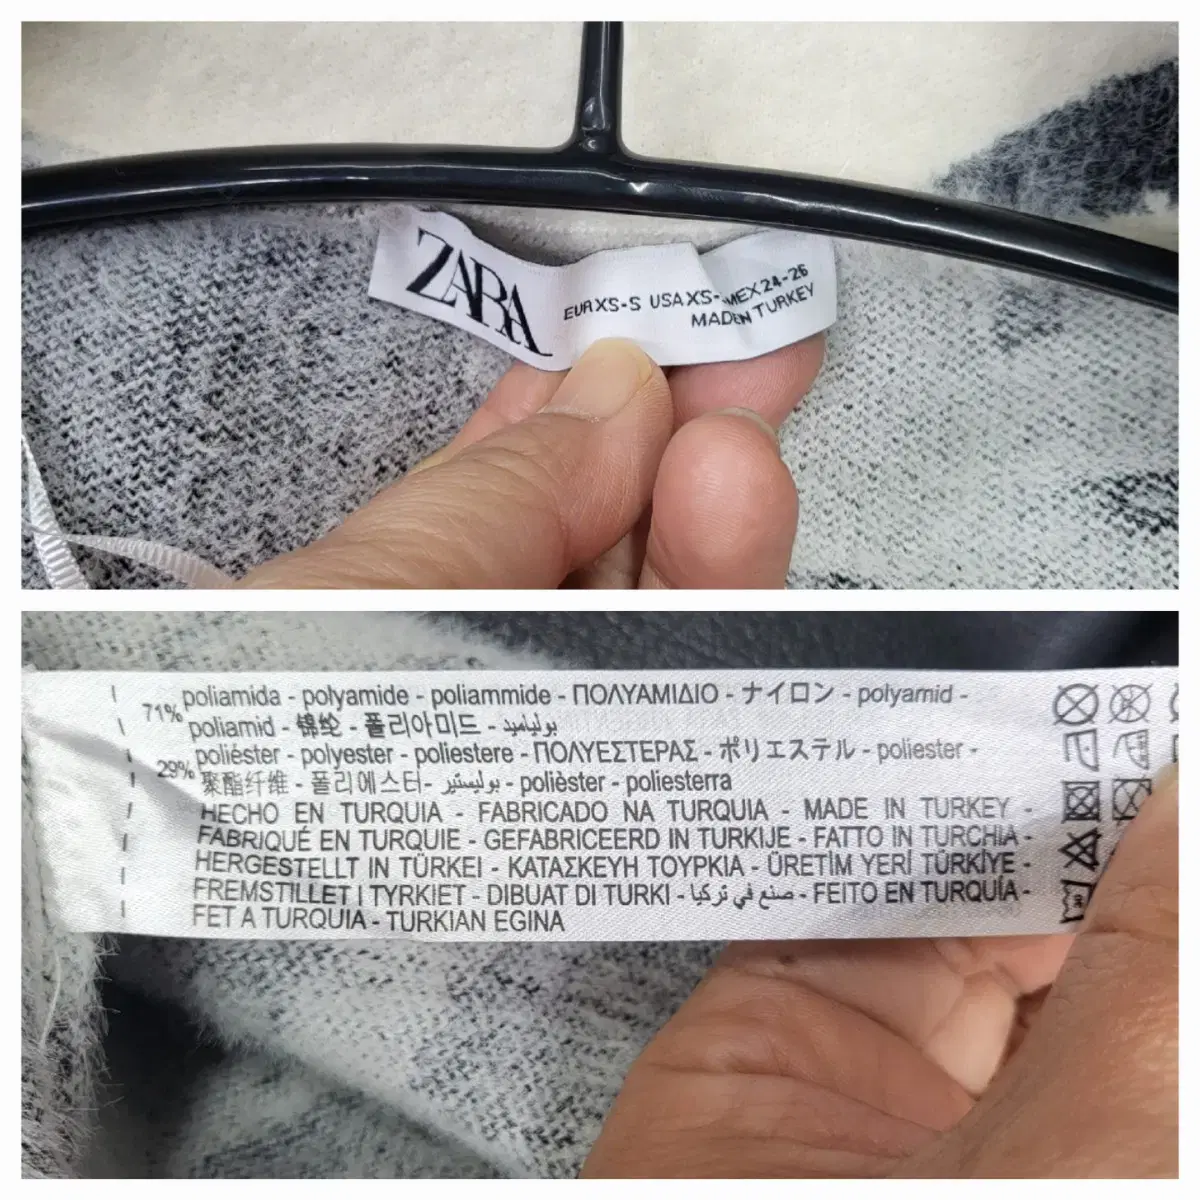 ZARA
EUR XS-S USA XS- MEX 24-26
MADE IN TURKEY
71% poliamida - polyamide - poliammide - ΠΟΛΥΑΜΙΔΙΟ - ナイロン - polyamid -
poliamid - 锦纶 - 폴리아미드 - بولياميد
29% poliéster - polyester - poliestere - ΠΟΛΥΕΣΤΕΡΑΣ - ポリエステル - poliester -
聚酯纤维 - 폴리에스터 - بوليستير - polièster - poliesterra
HECHO EN TURQUIA - FABRICADO NA TURQUIA - MADE IN TURKEY -
FABRIQUÉ EN TURQUIE - GEFABRICEERD IN TURKIJE - FATTO IN TURCHIA -
HERGESTELLT IN TÜRKEI - ΚΑΤΑΣΚΕΥΗ ΤΟΥΡΚΙΑ - ÜRETİM YERİ TÜRKİYE -
FREMSTILLET I TYRKIET - DIBUAT DI TURKI - صنع في تركيا - FEITO EN TURQUÍA -
FET A TURQUIA - TURKIAN EGINA